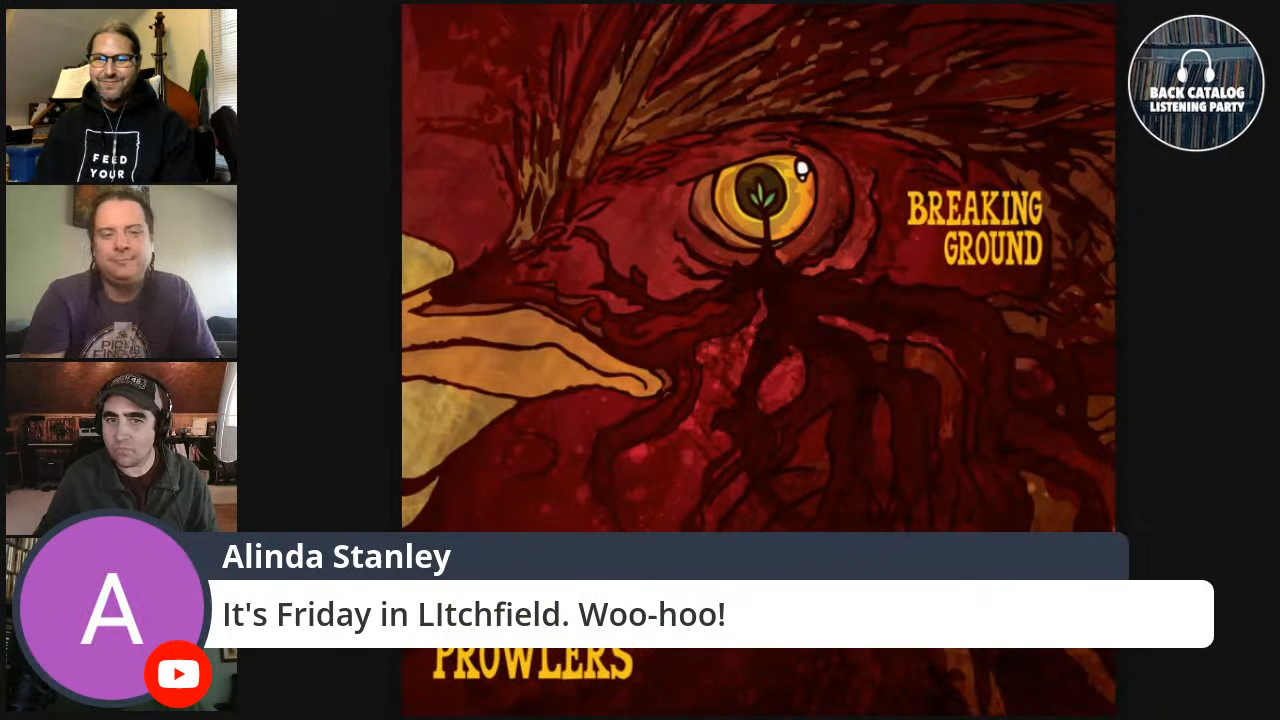 FEED
YOUR
BACK CATALOG
LISTENING PARTY
BREAKING
GROUND
Alinda Stanley
A
It's Friday in LItchfield. Woo-hoo!
PROWLERS